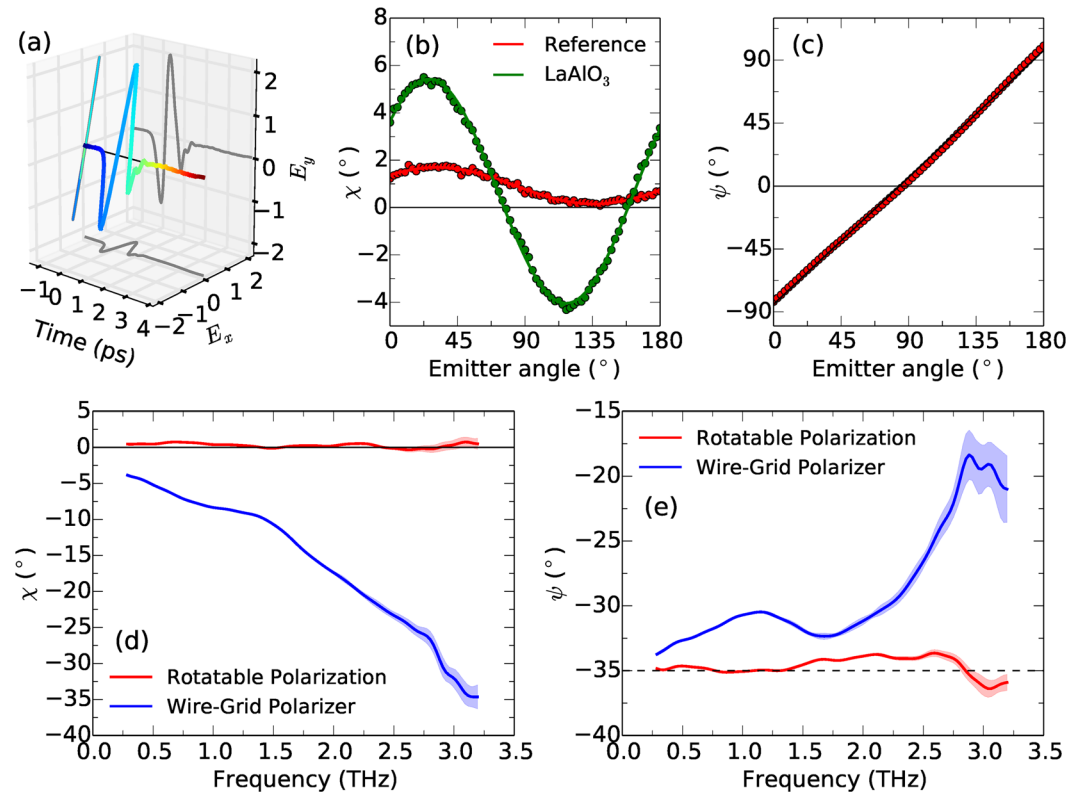 (a)
2
1
0
−1
−2
E_y
−1 0 1 2 3 4
Time (ps)
−2 −1 0 1 2
E_x
(b)
Reference
LaAlO₃
8
6
4
2
0
−2
−4
χ (°)
0 45 90 135 180
Emitter angle (°)
(c)
90
45
0
−45
−90
ψ (°)
0 45 90 135 180
Emitter angle (°)
5
0
−5
−10
−15
−20
−25
−30
−35
−40
χ (°)
(d)
Rotatable Polarization
Wire-Grid Polarizer
0.0 0.5 1.0 1.5 2.0 2.5 3.0 3.5
Frequency (THz)
−15
−20
−25
−30
−35
−40
ψ (°)
Rotatable Polarization
Wire-Grid Polarizer
(e)
0.0 0.5 1.0 1.5 2.0 2.5 3.0 3.5
Frequency (THz)